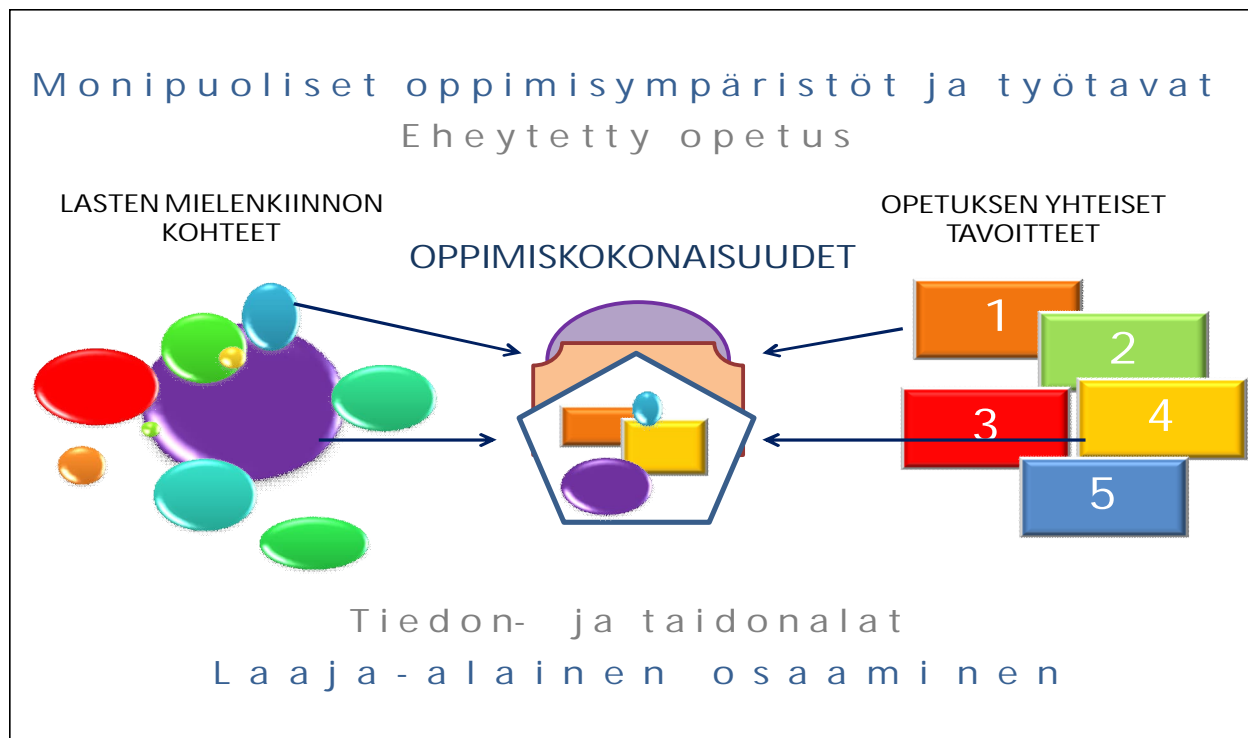 Monipuoliset oppimisympäristöt ja työtavat
Eheytetty opetus
LASTEN MIELENKIINNON
KOHTEET
OPPIMISKOKONAISUUDET
OPETUKSEN YHTEISET
TAVOITTEET
1
2
3
4
5
Tiedon- ja taidonalat
Laaja-alainen osaaminen